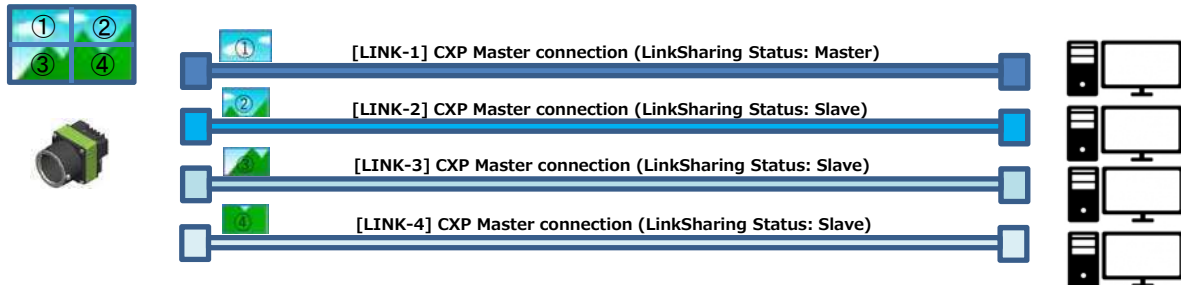 ① ②
③ ④
①
[LINK-1] CXP Master connection (LinkSharing Status: Master)
②
[LINK-2] CXP Master connection (LinkSharing Status: Slave)
③
[LINK-3] CXP Master connection (LinkSharing Status: Slave)
④
[LINK-4] CXP Master connection (LinkSharing Status: Slave)